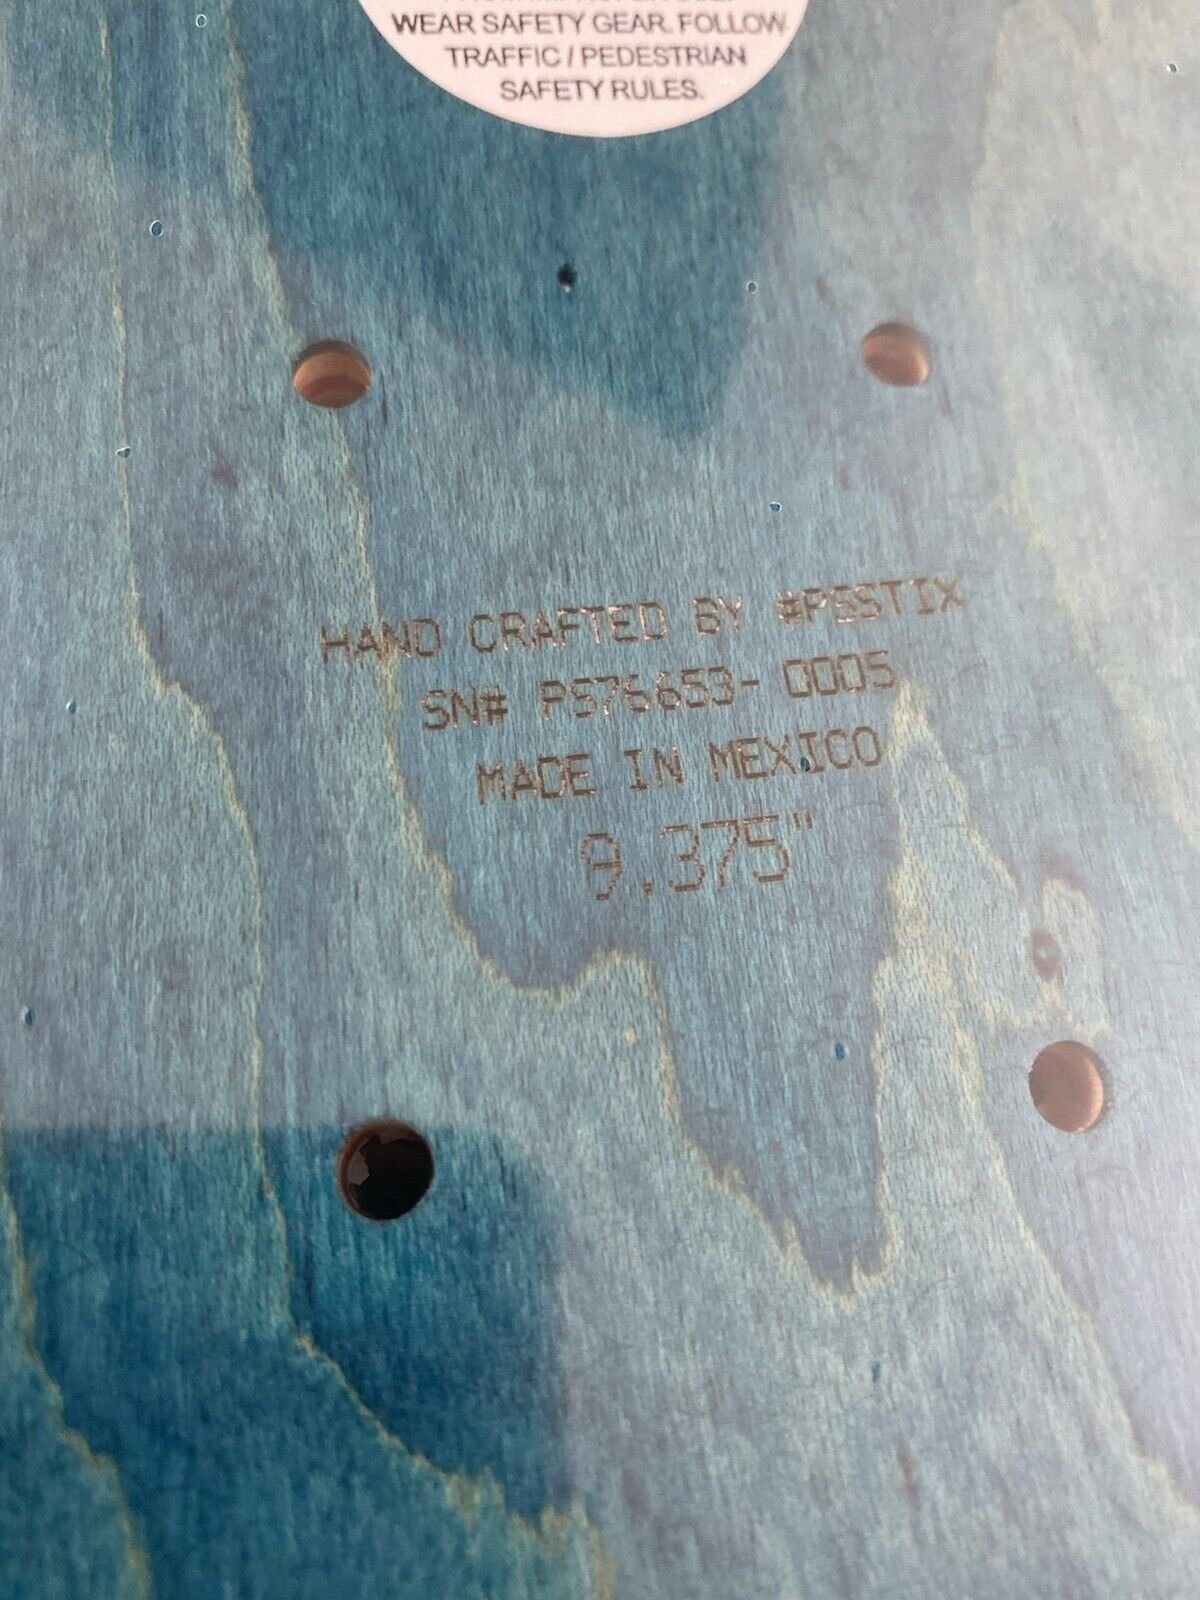 WEAR SAFETY GEAR. FOLLOW
TRAFFIC / PEDESTRIAN
SAFETY RULES.
HAND CRAFTED BY #PSSTIX
SN# PS76653- 0005
MADE IN MEXICO
9.375"